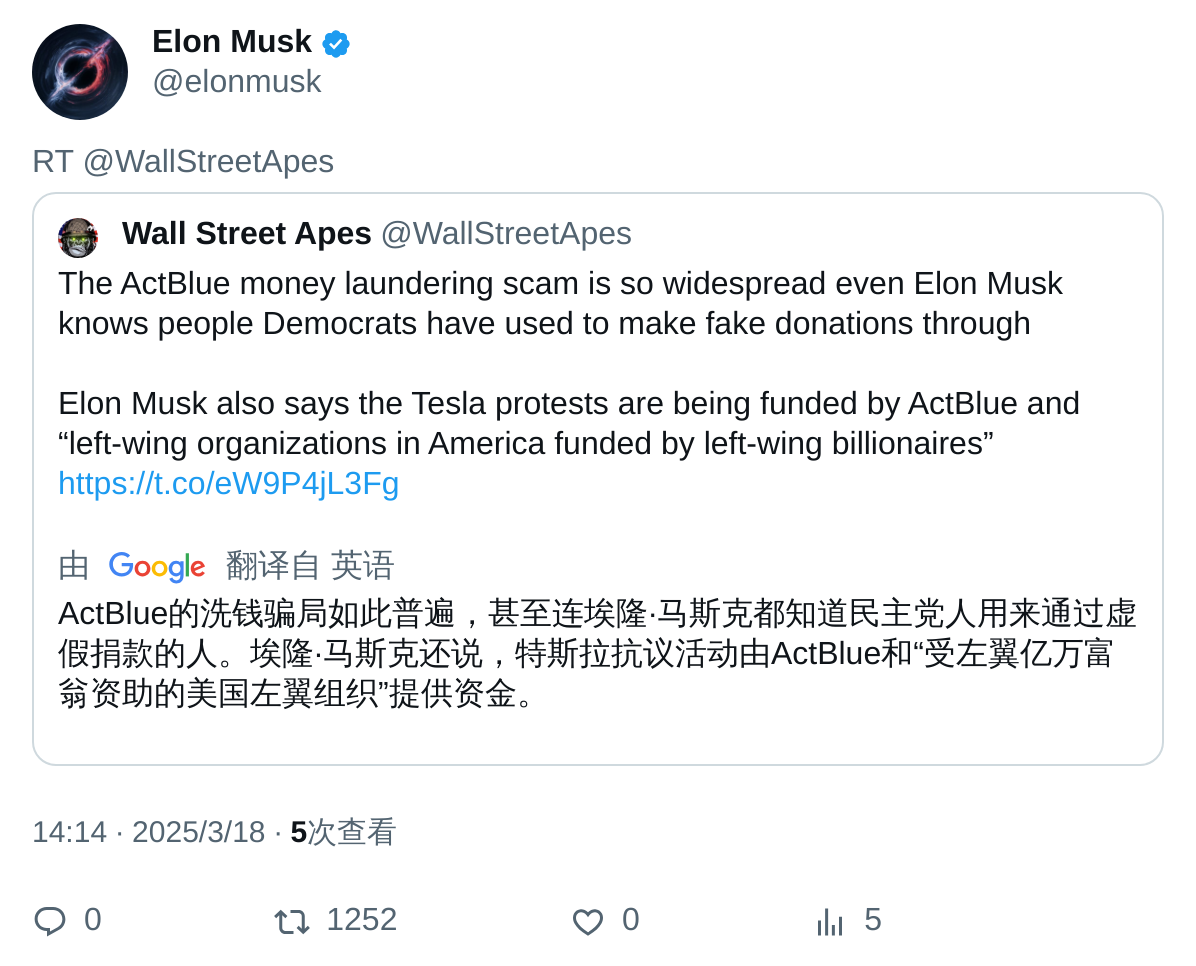 Elon Musk
@elonmusk
RT @WallStreetApes
Wall Street Apes @WallStreetApes
The ActBlue money laundering scam is so widespread even Elon Musk
knows people Democrats have used to make fake donations through
Elon Musk also says the Tesla protests are being funded by ActBlue and
“left-wing organizations in America funded by left-wing billionaires”
https://t.co/eW9P4jL3Fg
由 Google 翻译自 英语
ActBlue的洗钱骗局如此普遍，甚至连埃隆·马斯克都知道民主党人用来通过虚
假捐款的人。埃隆·马斯克还说，特斯拉抗议活动由ActBlue和“受左翼亿万富
翁资助的美国左翼组织”提供资金。
14:14 · 2025/3/18 · 5次查看
0 1252 0 5